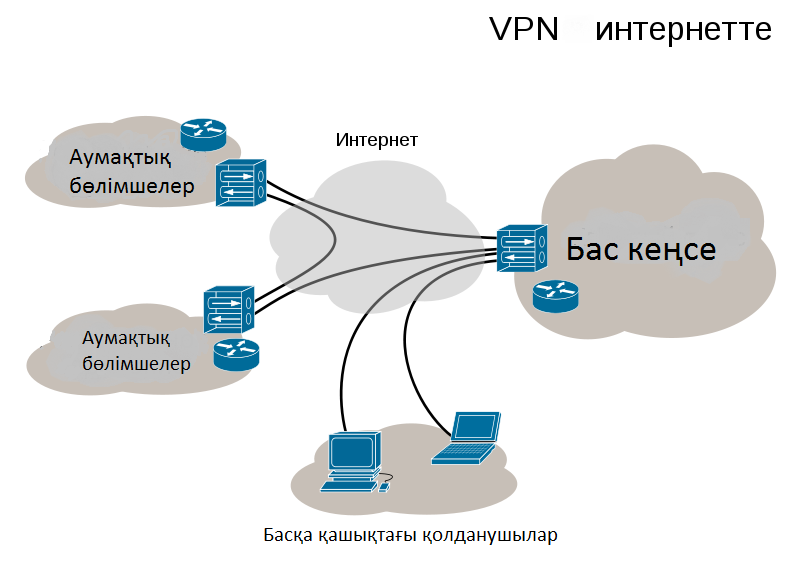 VPN интернетте
Интернет
Аумақтық
бөлімшелер
Бас кеңсе
Аумақтық
бөлімшелер
Басқа қашықтағы қолданушылар